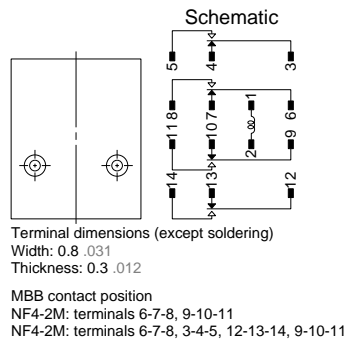 Schematic
5 4 3
8 7 1 6
11 10 2 9
14 13 12
Terminal dimensions (except soldering)
Width: 0.8 .031
Thickness: 0.3 .012
MBB contact position
NF4-2M: terminals 6-7-8, 9-10-11
NF4-2M: terminals 6-7-8, 3-4-5, 12-13-14, 9-10-11